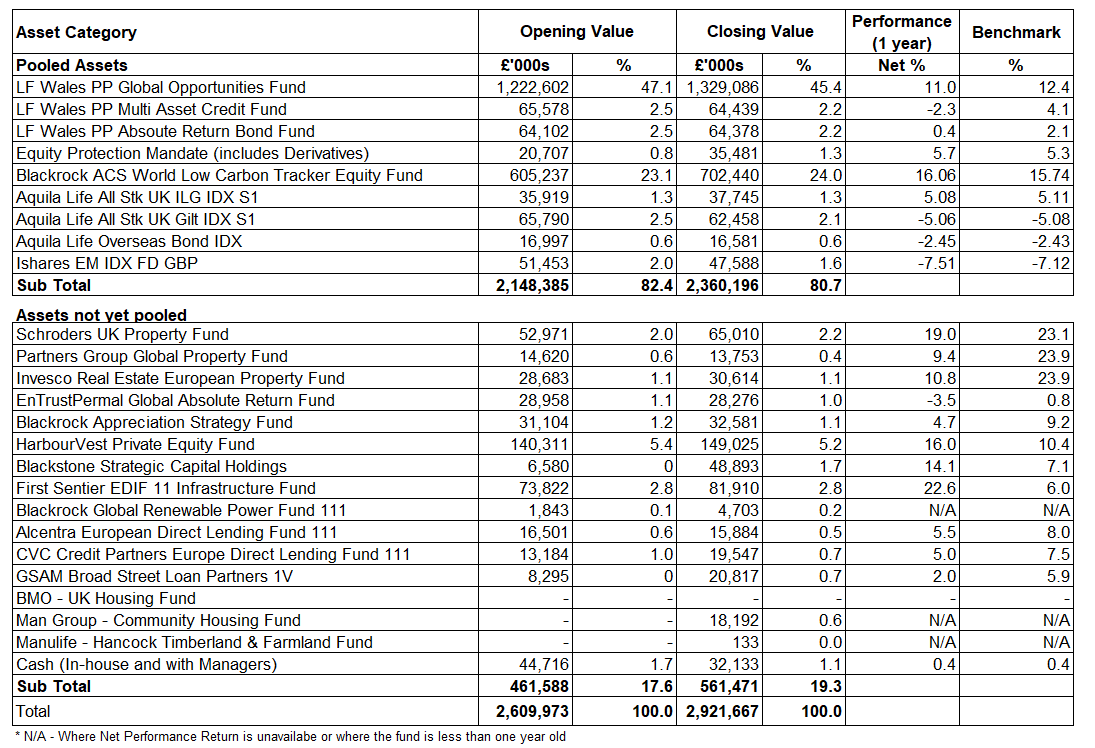 Asset Category Opening Value Closing Value Performance (1 year) Benchmark
Pooled Assets £'000s % £'000s % Net % %
LF Wales PP Global Opportunities Fund 1,222,602 47.1 1,329,086 45.4 11.0 12.4
LF Wales PP Multi Asset Credit Fund 65,578 2.5 64,439 2.2 -2.3 4.1
LF Wales PP Absoute Return Bond Fund 64,102 2.5 64,378 2.2 0.4 2.1
Equity Protection Mandate (includes Derivatives) 20,707 0.8 35,481 1.3 5.7 5.3
Blackrock ACS World Low Carbon Tracker Equity Fund 605,237 23.1 702,440 24.0 16.06 15.74
Aquila Life All Stk UK ILG IDX S1 35,919 1.3 37,745 1.3 5.08 5.11
Aquila Life All Stk UK Gilt IDX S1 65,790 2.5 62,458 2.1 -5.06 -5.08
Aquila Life Overseas Bond IDX 16,997 0.6 16,581 0.6 -2.45 -2.43
Ishares EM IDX FD GBP 51,453 2.0 47,588 1.6 -7.51 -7.12
Sub Total 2,148,385 82.4 2,360,196 80.7
Assets not yet pooled
Schroders UK Property Fund 52,971 2.0 65,010 2.2 19.0 23.1
Partners Group Global Property Fund 14,620 0.6 13,753 0.4 9.4 23.9
Invesco Real Estate European Property Fund 28,683 1.1 30,614 1.1 10.8 23.9
EnTrustPermal Global Absolute Return Fund 28,958 1.1 28,276 1.0 -3.5 0.8
Blackrock Appreciation Strategy Fund 31,104 1.2 32,581 1.1 4.7 9.2
HarbourVest Private Equity Fund 140,311 5.4 149,025 5.2 16.0 10.4
Blackstone Strategic Capital Holdings 6,580 0 48,893 1.7 14.1 7.1
First Sentier EDIF 11 Infrastructure Fund 73,822 2.8 81,910 2.8 22.6 6.0
Blackrock Global Renewable Power Fund 111 1,843 0.1 4,703 0.2 N/A N/A
Alcentra European Direct Lending Fund 111 16,501 0.6 15,884 0.5 5.5 8.0
CVC Credit Partners Europe Direct Lending Fund 111 13,184 1.0 19,547 0.7 5.0 7.5
GSAM Broad Street Loan Partners 1V 8,295 0 20,817 0.7 2.0 5.9
BMO - UK Housing Fund - - - - - -
Man Group - Community Housing Fund - - 18,192 0.6 N/A N/A
Manulife - Hancock Timberland & Farmland Fund - - 133 0.0 N/A N/A
Cash (In-house and with Managers) 44,716 1.7 32,133 1.1 0.4 0.4
Sub Total 461,588 17.6 561,471 19.3
Total 2,609,973 100.0 2,921,667 100.0
* N/A - Where Net Performance Return is unavailabe or where the fund is less than one year old